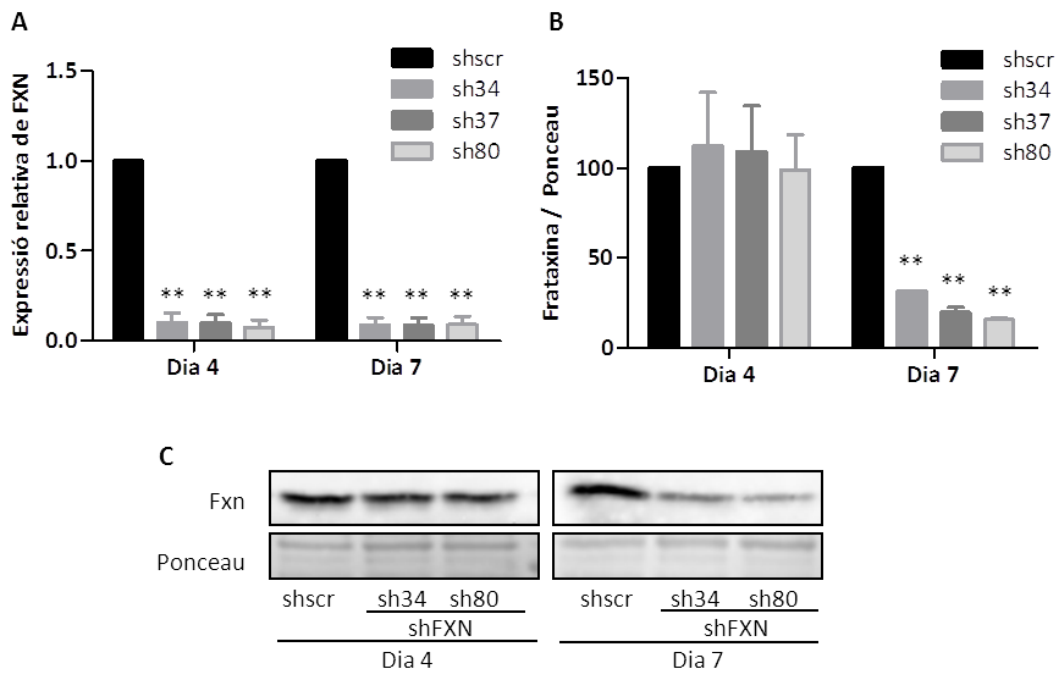 A
Expressió relativa de FXN
1.5
1.0
0.5
0.0
shscr
sh34
sh37
sh80
** ** ** ** ** **
Dia 4 Dia 7
B
Frataxina / Ponceau
150
100
50
0
shscr
sh34
sh37
sh80
**
**
**
Dia 4 Dia 7
C
Fxn
Ponceau
shscr sh34 sh80 shscr sh34 sh80
shFXN shFXN
Dia 4 Dia 7